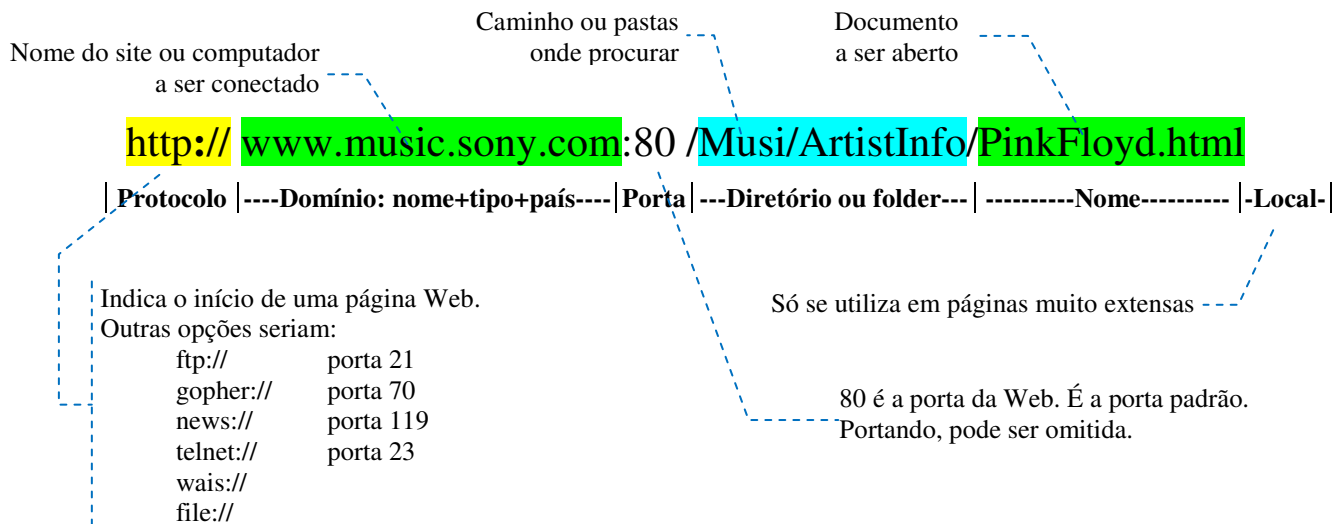 Nome do site ou computador
a ser conectado
Caminho ou pastas
onde procurar
Documento
a ser aberto
http:// www.music.sony.com:80 /Musi/ArtistInfo/PinkFloyd.html
| Protocolo |----Domínio: nome+tipo+país----|Porta| ---Diretório ou folder---| ----------Nome---------- |-Local-|
Indica o início de uma página Web.
Outras opções seriam:
ftp:// porta 21
gopher:// porta 70
news:// porta 119
telnet:// porta 23
wais://
file://
Só se utiliza em páginas muito extensas
80 é a porta da Web. É a porta padrão.
Portando, pode ser omitida.